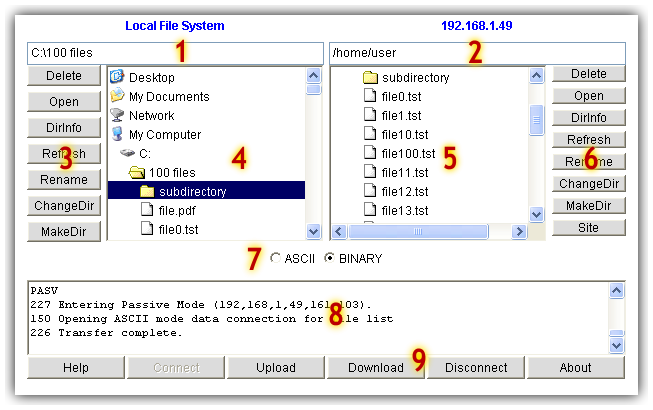 Local File System
192.168.1.49
C:\100 files
1
/home/user
2
Delete
Open
DirInfo
Refresh
3
Rename
ChangeDir
MakeDir
Desktop
My Documents
Network
My Computer
C:
4
100 files
subdirectory
file.pdf
file0.tst
subdirectory
file0.tst
file1.tst
file10.tst
file100.tst
5
file11.tst
file12.tst
file13.tst
Delete
Open
DirInfo
Refresh
Rename
6
ChangeDir
MakeDir
Site
7 ASCII BINARY
PASV
227 Entering Passive Mode (192,168,1,49,161,103).
150 Opening ASCII mode data connection for file list
8
226 Transfer complete.
9
Help Connect Upload Download Disconnect About